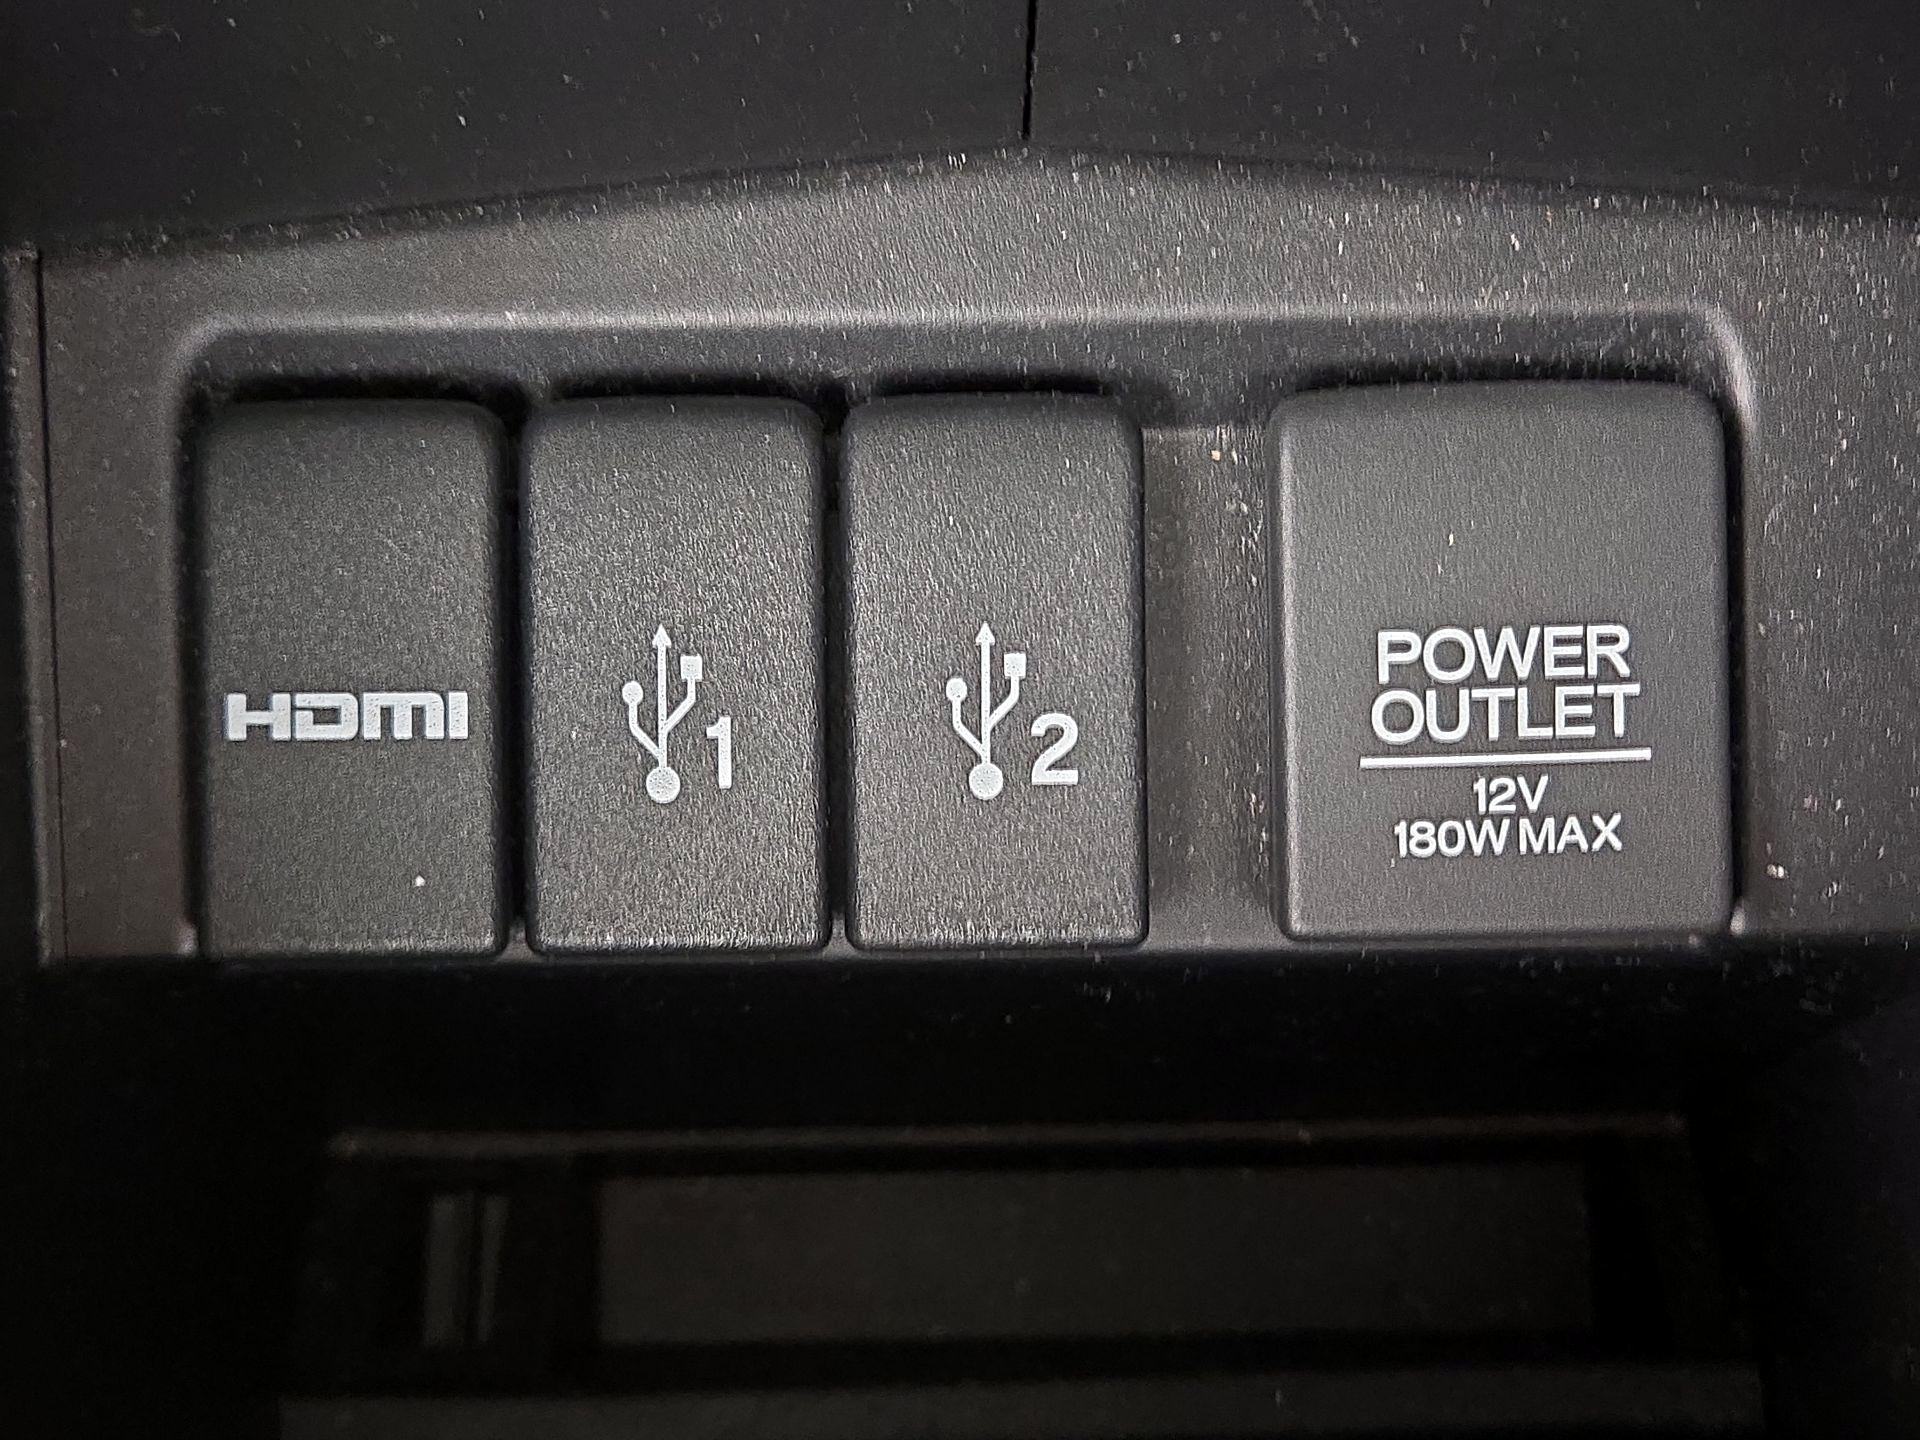 HDMI
1
2
POWER
OUTLET
12V
180W MAX